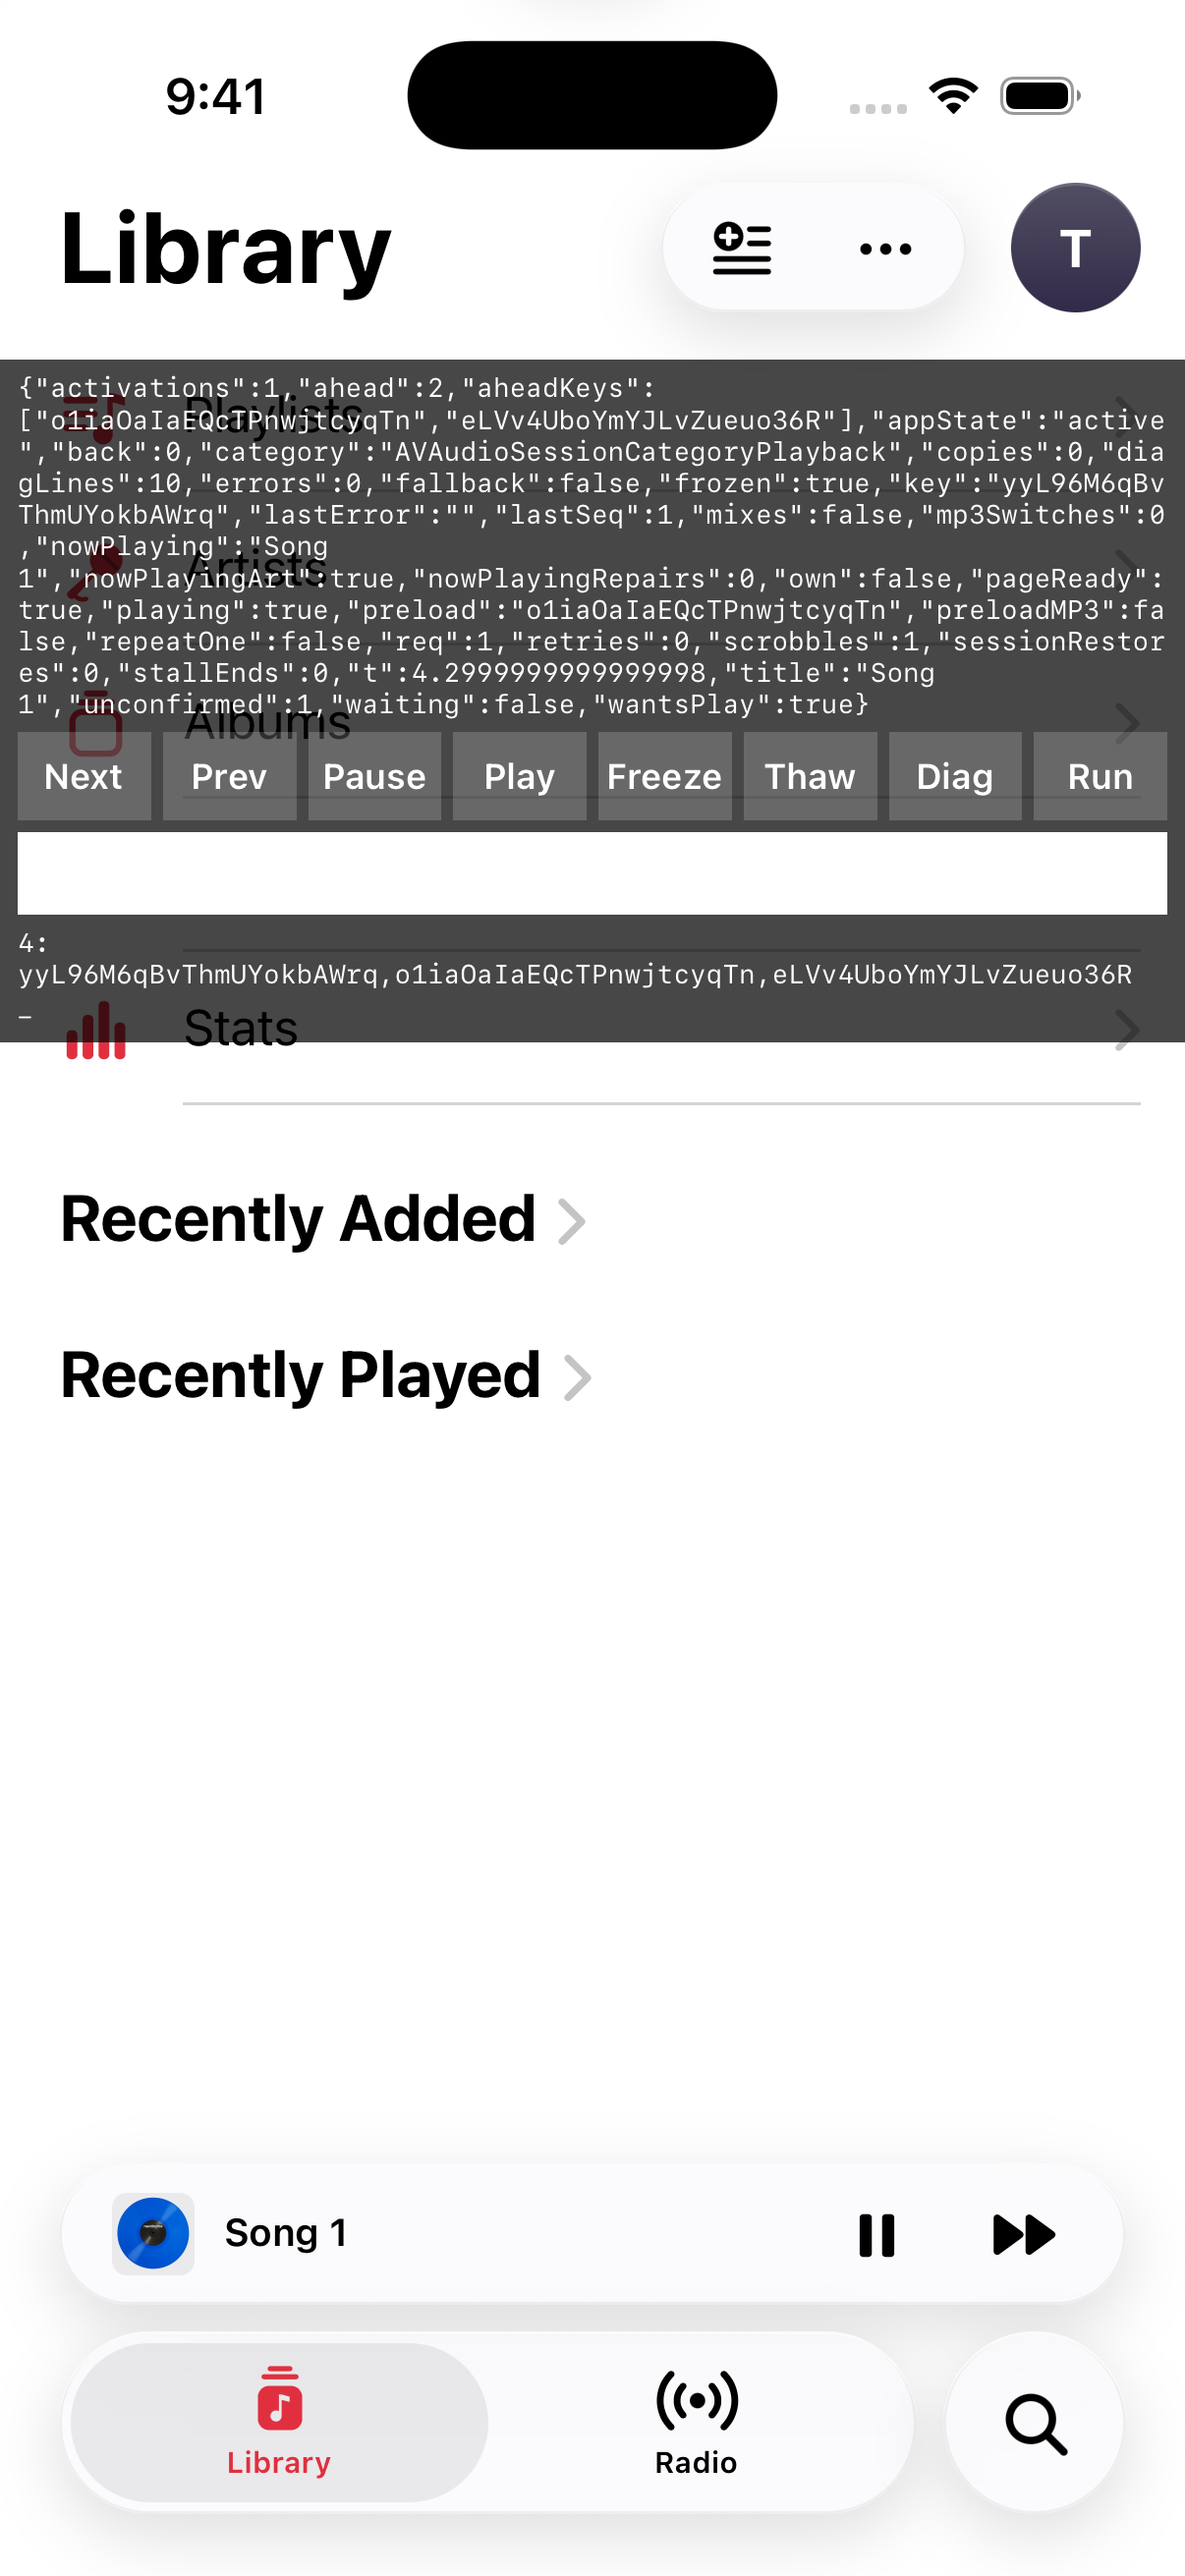 9:41
Library
T
{"activations":1,"ahead":2,"aheadKeys":
["o1iaOaIaEQcTPnwjtcyqTn","eLVv4UboYmYJLvZueuo36R"],"appState":"active
","back":0,"category":"AVAudioSessionCategoryPlayback","copies":0,"dia
gLines":10,"errors":0,"fallback":false,"frozen":true,"key":"yyL96M6qBv
ThmUYokbAWrq","lastError":"","lastSeq":1,"mixes":false,"mp3Switches":0
,"nowPlaying":"Song
1","nowPlayingArt":true,"nowPlayingRepairs":0,"own":false,"pageReady":
true,"playing":true,"preload":"o1iaOaIaEQcTPnwjtcyqTn","preloadMP3":fa
lse,"repeatOne":false,"req":1,"retries":0,"scrobbles":1,"sessionRestor
es":0,"stallEnds":0,"t":4.2999999999999998,"title":"Song
1","unconfirmed":1,"waiting":false,"wantsPlay":true}
Playlists
Artists
Albums
Next Prev Pause Play Freeze Thaw Diag Run
4:
yyL96M6qBvThmUYokbAWrq,o1iaOaIaEQcTPnwjtcyqTn,eLVv4UboYmYJLvZueuo36R
–
Stats
Recently Added
Recently Played
Song 1
Library
Radio